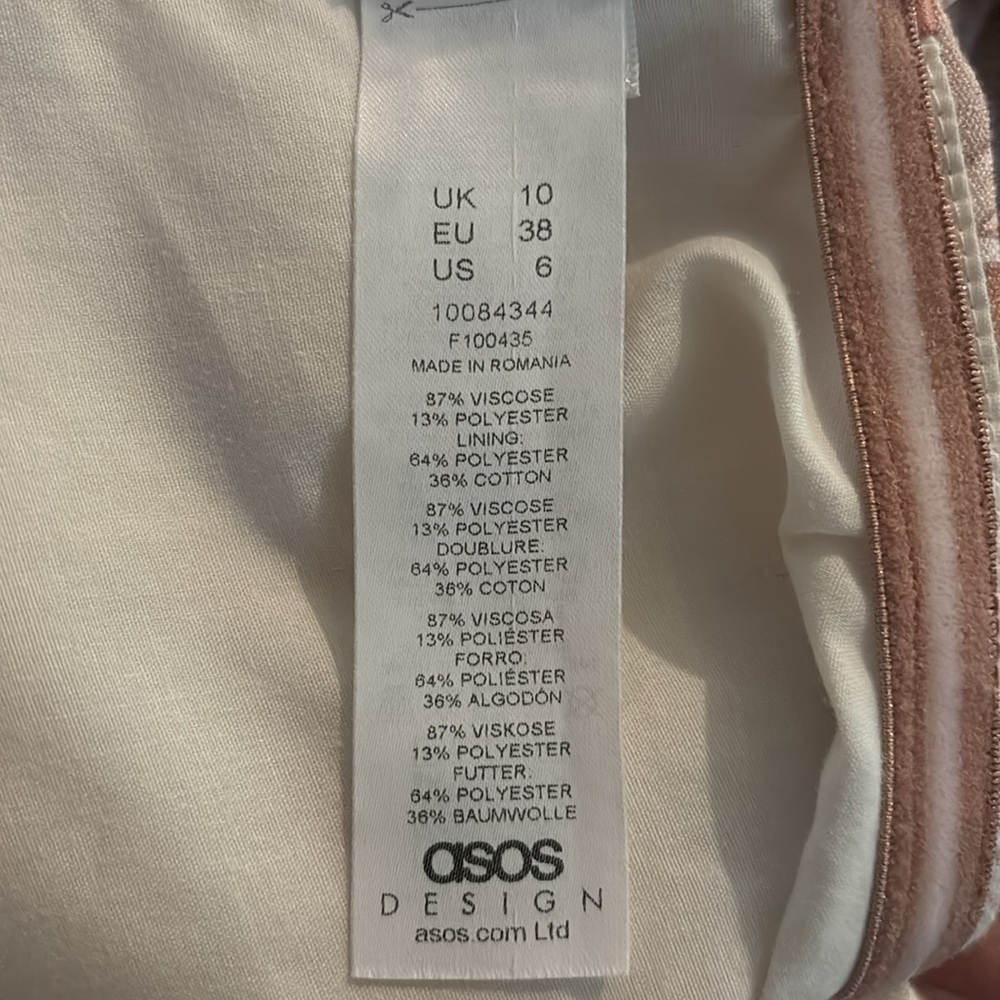 UK 10
EU 38
US 6
10084344
F100435
MADE IN ROMANIA
87% VISCOSE
13% POLYESTER
LINING:
64% POLYESTER
36% COTTON
87% VISCOSE
13% POLYESTER
DOUBLURE:
64% POLYESTER
36% COTON
87% VISCOSA
13% POLIÉSTER
FORRO:
64% POLIÉSTER
36% ALGODÓN
87% VISKOSE
13% POLYESTER
FUTTER:
64% POLYESTER
36% BAUMWOLLE
asos
DESIGN
asos.com Ltd